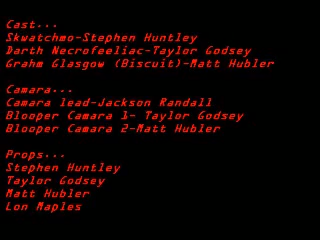 Cast...
Skwatchmo-Stephen Huntley
Darth Necrofeeliac-Taylor Godsey
Grahm Glasgow (Biscuit)-Matt Hubler
Camara...
Camara lead-Jackson Randall
Blooper Camara 1- Taylor Godsey
Blooper Camara 2-Matt Hubler
Props...
Stephen Huntley
Taylor Godsey
Matt Hubler
Lon Maples